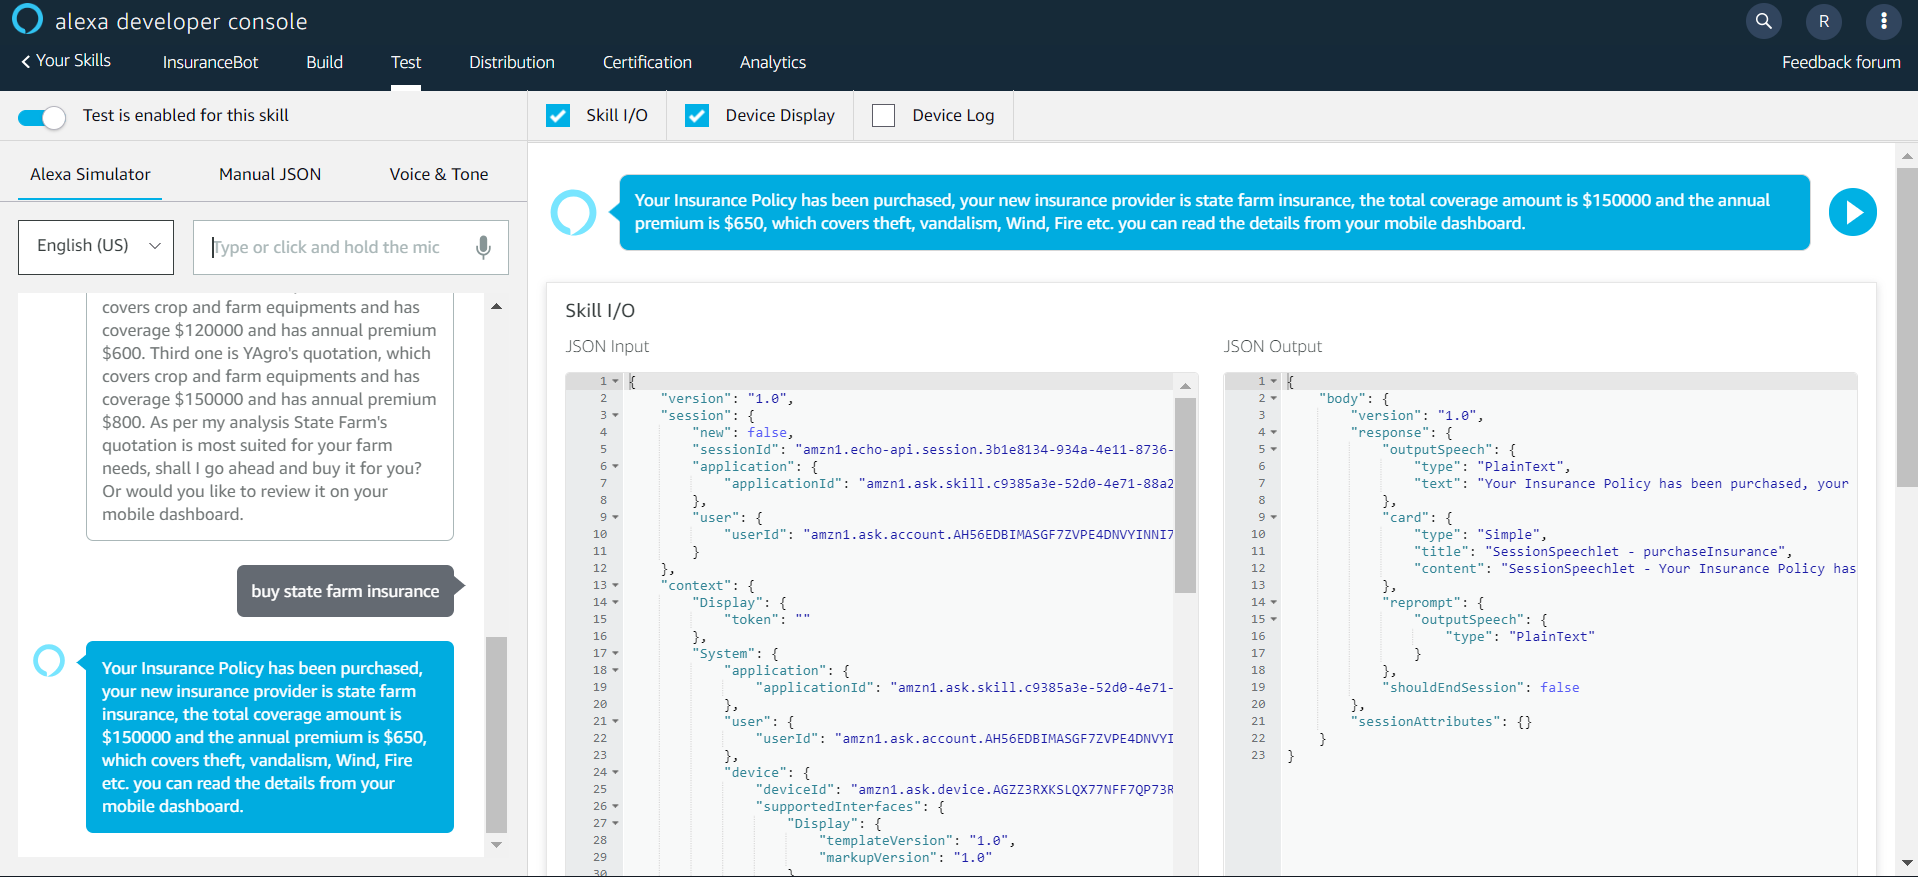 alexa developer console
R
Your Skills
InsuranceBot
Build
Test
Distribution
Certification
Analytics
Feedback forum
Test is enabled for this skill
Skill I/O
Device Display
Device Log
Alexa Simulator
Manual JSON
Voice & Tone
English (US)
Type or click and hold the mic
covers crop and farm equipments and has
coverage $120000 and has annual premium
$600. Third one is YAgro's quotation, which
covers crop and farm equipments and has
coverage $150000 and has annual premium
$800. As per my analysis State Farm's
quotation is most suited for your farm
needs, shall I go ahead and buy it for you?
Or would you like to review it on your
mobile dashboard.
buy state farm insurance
Your Insurance Policy has been purchased,
your new insurance provider is state farm
insurance, the total coverage amount is
$150000 and the annual premium is $650,
which covers theft, vandalism, Wind, Fire
etc. you can read the details from your
mobile dashboard.
Your Insurance Policy has been purchased, your new insurance provider is state farm insurance, the total coverage amount is $150000 and the annual
premium is $650, which covers theft, vandalism, Wind, Fire etc. you can read the details from your mobile dashboard.
Skill I/O
JSON Input
1 {
2 "version": "1.0",
3 "session": {
4 "new": false,
5 "sessionId": "amzn1.echo-api.session.3b1e8134-934a-4e11-8736-
6 "application": {
7 "applicationId": "amzn1.ask.skill.c9385a3e-52d0-4e71-88a2
8 },
9 "user": {
10 "userId": "amzn1.ask.account.AH56EDBIMASGF7ZVPE4DNVYINNI7
11 }
12 },
13 "context": {
14 "Display": {
15 "token": ""
16 },
17 "System": {
18 "application": {
19 "applicationId": "amzn1.ask.skill.c9385a3e-52d0-4e71-
20 },
21 "user": {
22 "userId": "amzn1.ask.account.AH56EDBIMASGF7ZVPE4DNVYI
23 },
24 "device": {
25 "deviceId": "amzn1.ask.device.AGZZ3RXKSLQX77NFF7QP73R
26 "supportedInterfaces": {
27 "Display": {
28 "templateVersion": "1.0",
29 "markupVersion": "1.0"
30 }
JSON Output
1 {
2 "body": {
3 "version": "1.0",
4 "response": {
5 "outputSpeech": {
6 "type": "PlainText",
7 "text": "Your Insurance Policy has been purchased, your
8 },
9 "card": {
10 "type": "Simple",
11 "title": "SessionSpeechlet - purchaseInsurance",
12 "content": "SessionSpeechlet - Your Insurance Policy has
13 },
14 "reprompt": {
15 "outputSpeech": {
16 "type": "PlainText"
17 }
18 },
19 "shouldEndSession": false
20 },
21 "sessionAttributes": {}
22 }
23 }